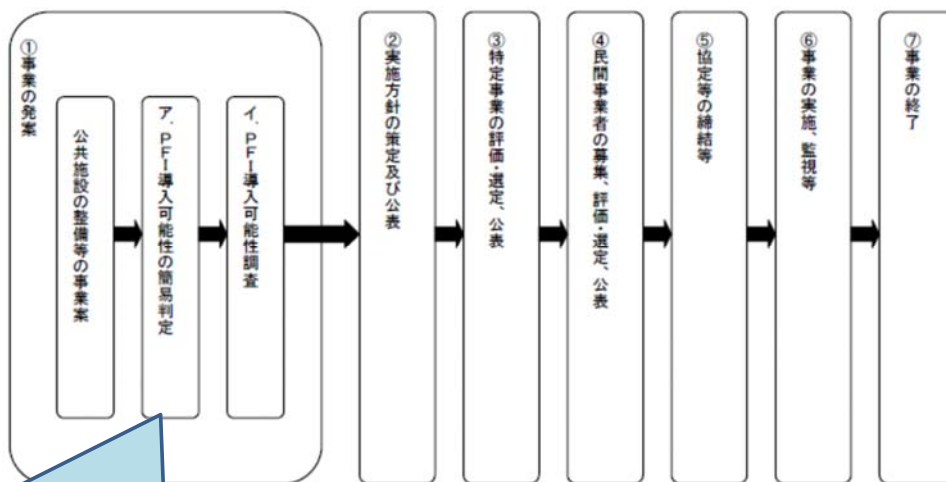 ①事業の発案
公共施設の整備等の事業案
ア、PFI導入可能性の簡易判定
イ、PFI導入可能性調査
②実施方針の策定及び公表
③特定事業の評価・選定、公表
④民間事業者の募集、評価・選定、公表
⑤協定等の締結等
⑥事業の実施、監視等
⑦事業の終了